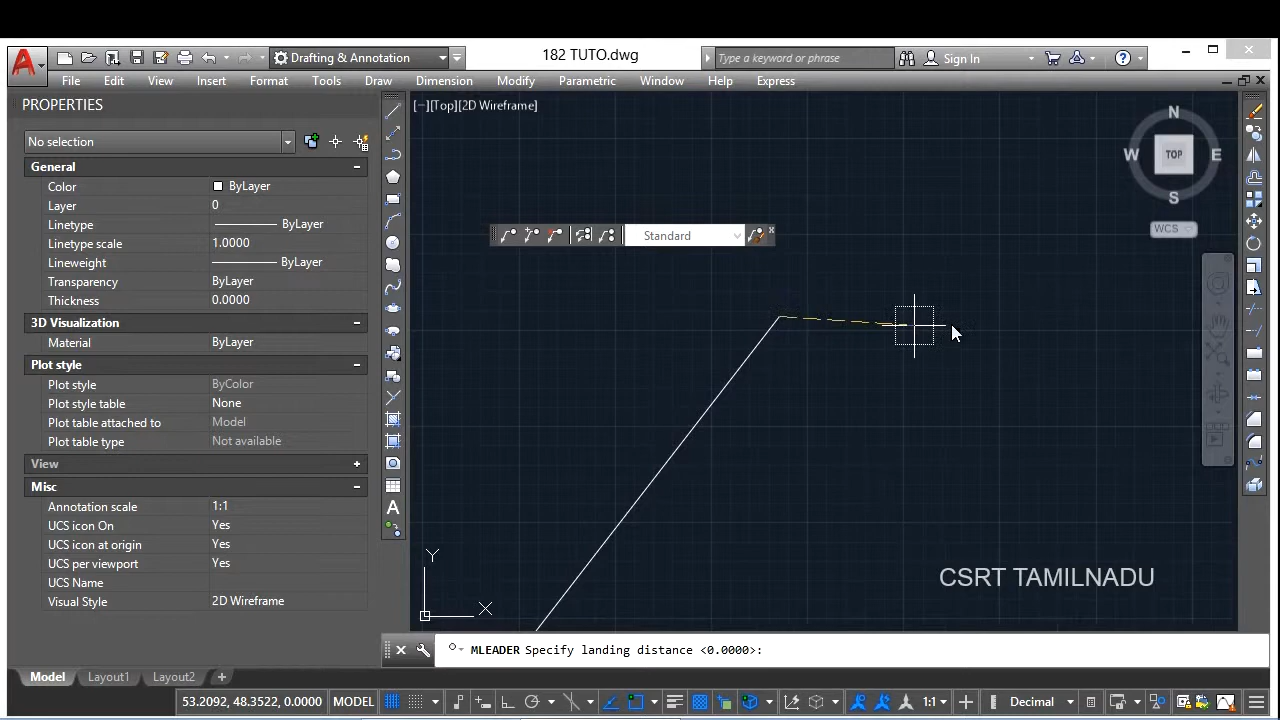 Drafting & Annotation
182 TUTO.dwg
Type a keyword or phrase
Sign In
File Edit View Insert Format Tools Draw Dimension Modify Parametric Window Help Express
PROPERTIES
No selection
General
Color ByLayer
Layer 0
Linetype ByLayer
Linetype scale 1.0000
Lineweight ByLayer
Transparency ByLayer
Thickness 0.0000
3D Visualization
Material ByLayer
Plot style
Plot style ByColor
Plot style table None
Plot table attached to Model
Plot table type Not available
View
Misc
Annotation scale 1:1
UCS icon On Yes
UCS icon at origin Yes
UCS per viewport Yes
UCS Name
Visual Style 2D Wireframe
[−][Top][2D Wireframe]
Standard
N
W TOP E
S
WCS
Y
X
CSRT TAMILNADU
MLEADER Specify landing distance <0.0000>:
Model Layout1 Layout2 +
53.2092, 48.3522, 0.0000 MODEL 1:1 Decimal